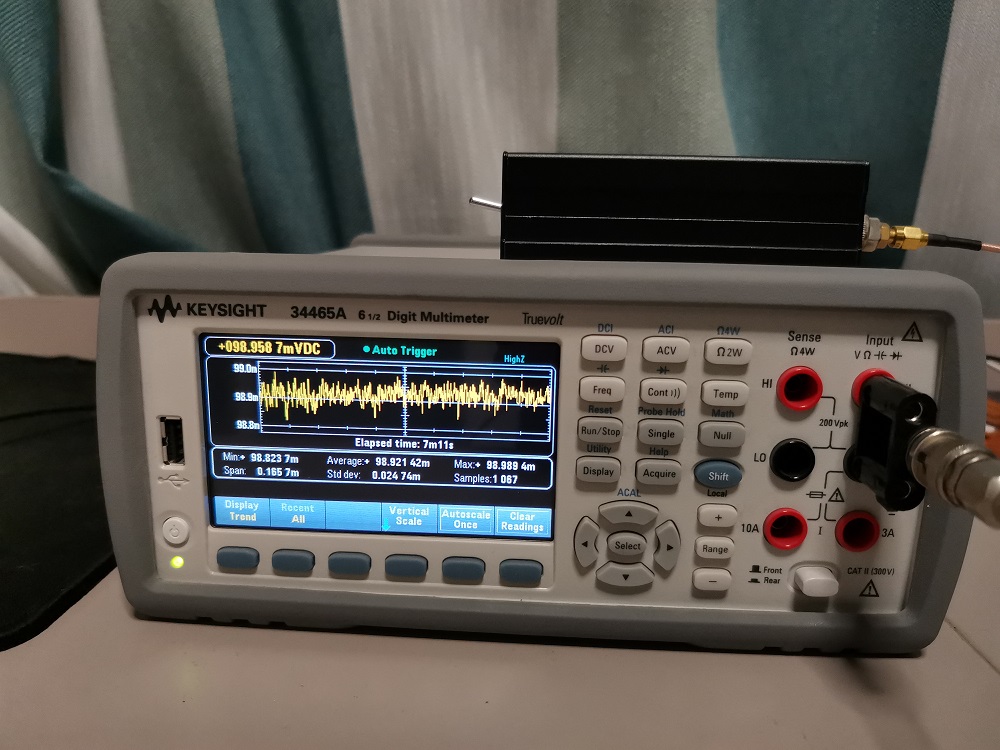 KEYSIGHT 34465A 6 1/2 Digit Multimeter Truevolt
+098.958 7mVDC Auto Trigger HighZ
99.0m
98.9m
98.8m
Elapsed time: 7m11s
Min:+ 98.823 7m Average:+ 98.921 42m Max:+ 98.989 4m
Span: 0.165 7m Std dev: 0.024 74m Samples:1 067
Display Trend
Recent All
Vertical Scale
Autoscale Once
Clear Readings
DCI ACI Ω4W
DCV ACV Ω2W
Freq Cont Temp
Reset Probe Hold Math
Run/Stop Single Null
Utility Help
Display Acquire Shift
Local
ACAL
+
Select
Range
−
Sense
Ω4W
Input
V Ω
HI
200 Vpk
LO
10A I 3A
Front
Rear
CAT II (300V)